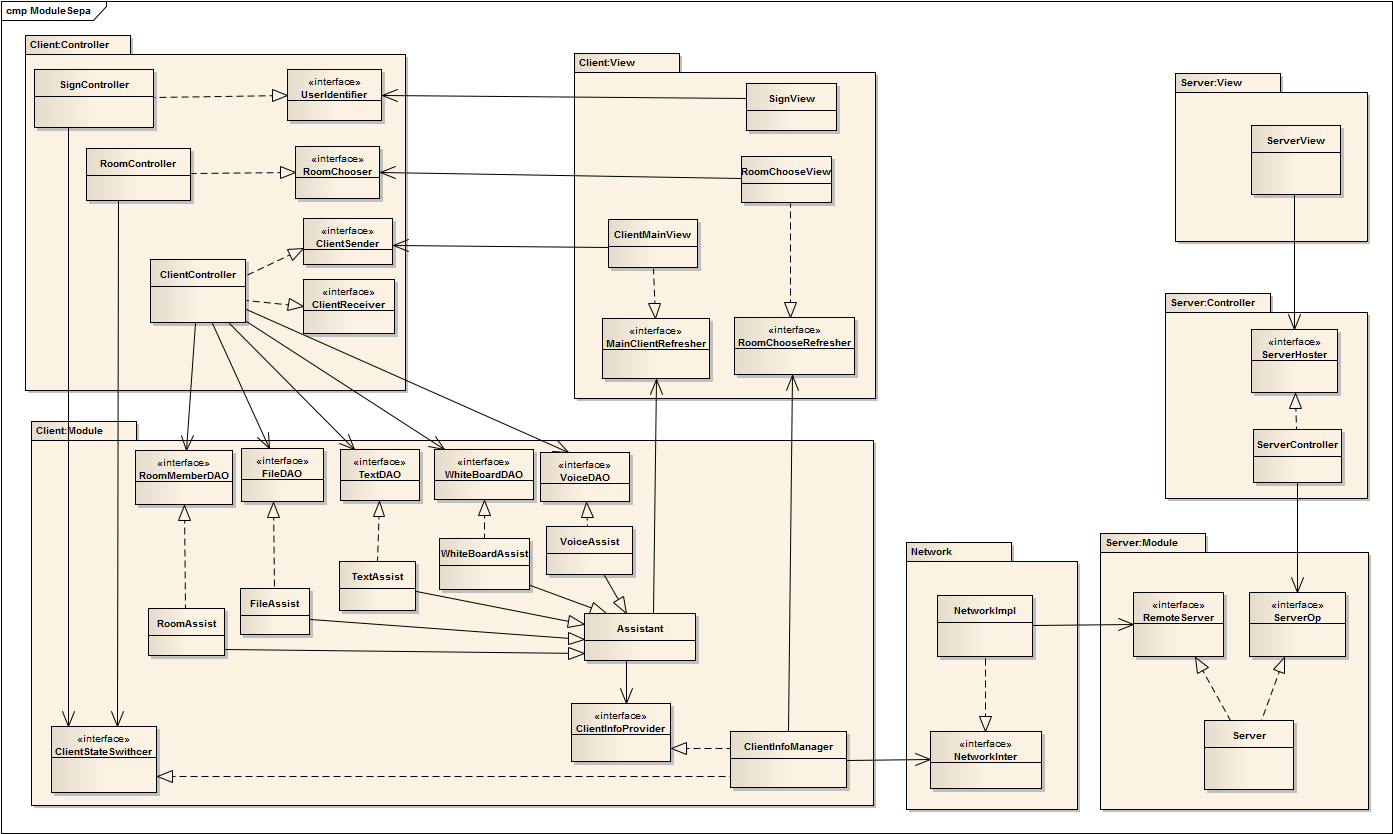 cmp ModuleSepa
Client:Controller
SignController
«interface»
UserIdentifier
RoomController
«interface»
RoomChooser
«interface»
ClientSender
ClientController
«interface»
ClientReceiver
Client:View
SignView
RoomChooseView
ClientMainView
«interface»
MainClientRefresher
«interface»
RoomChooseRefresher
Server:View
ServerView
Server:Controller
«interface»
ServerHoster
ServerController
Client:Module
«interface»
RoomMemberDAO
«interface»
FileDAO
«interface»
TextDAO
«interface»
WhiteBoardDAO
«interface»
VoiceDAO
WhiteBoardAssist
VoiceAssist
TextAssist
FileAssist
RoomAssist
Assistant
«interface»
ClientInfoProvider
ClientInfoManager
«interface»
ClientStateSwithcer
Network
NetworkImpl
«interface»
NetworkInter
Server:Module
«interface»
RemoteServer
«interface»
ServerOp
Server